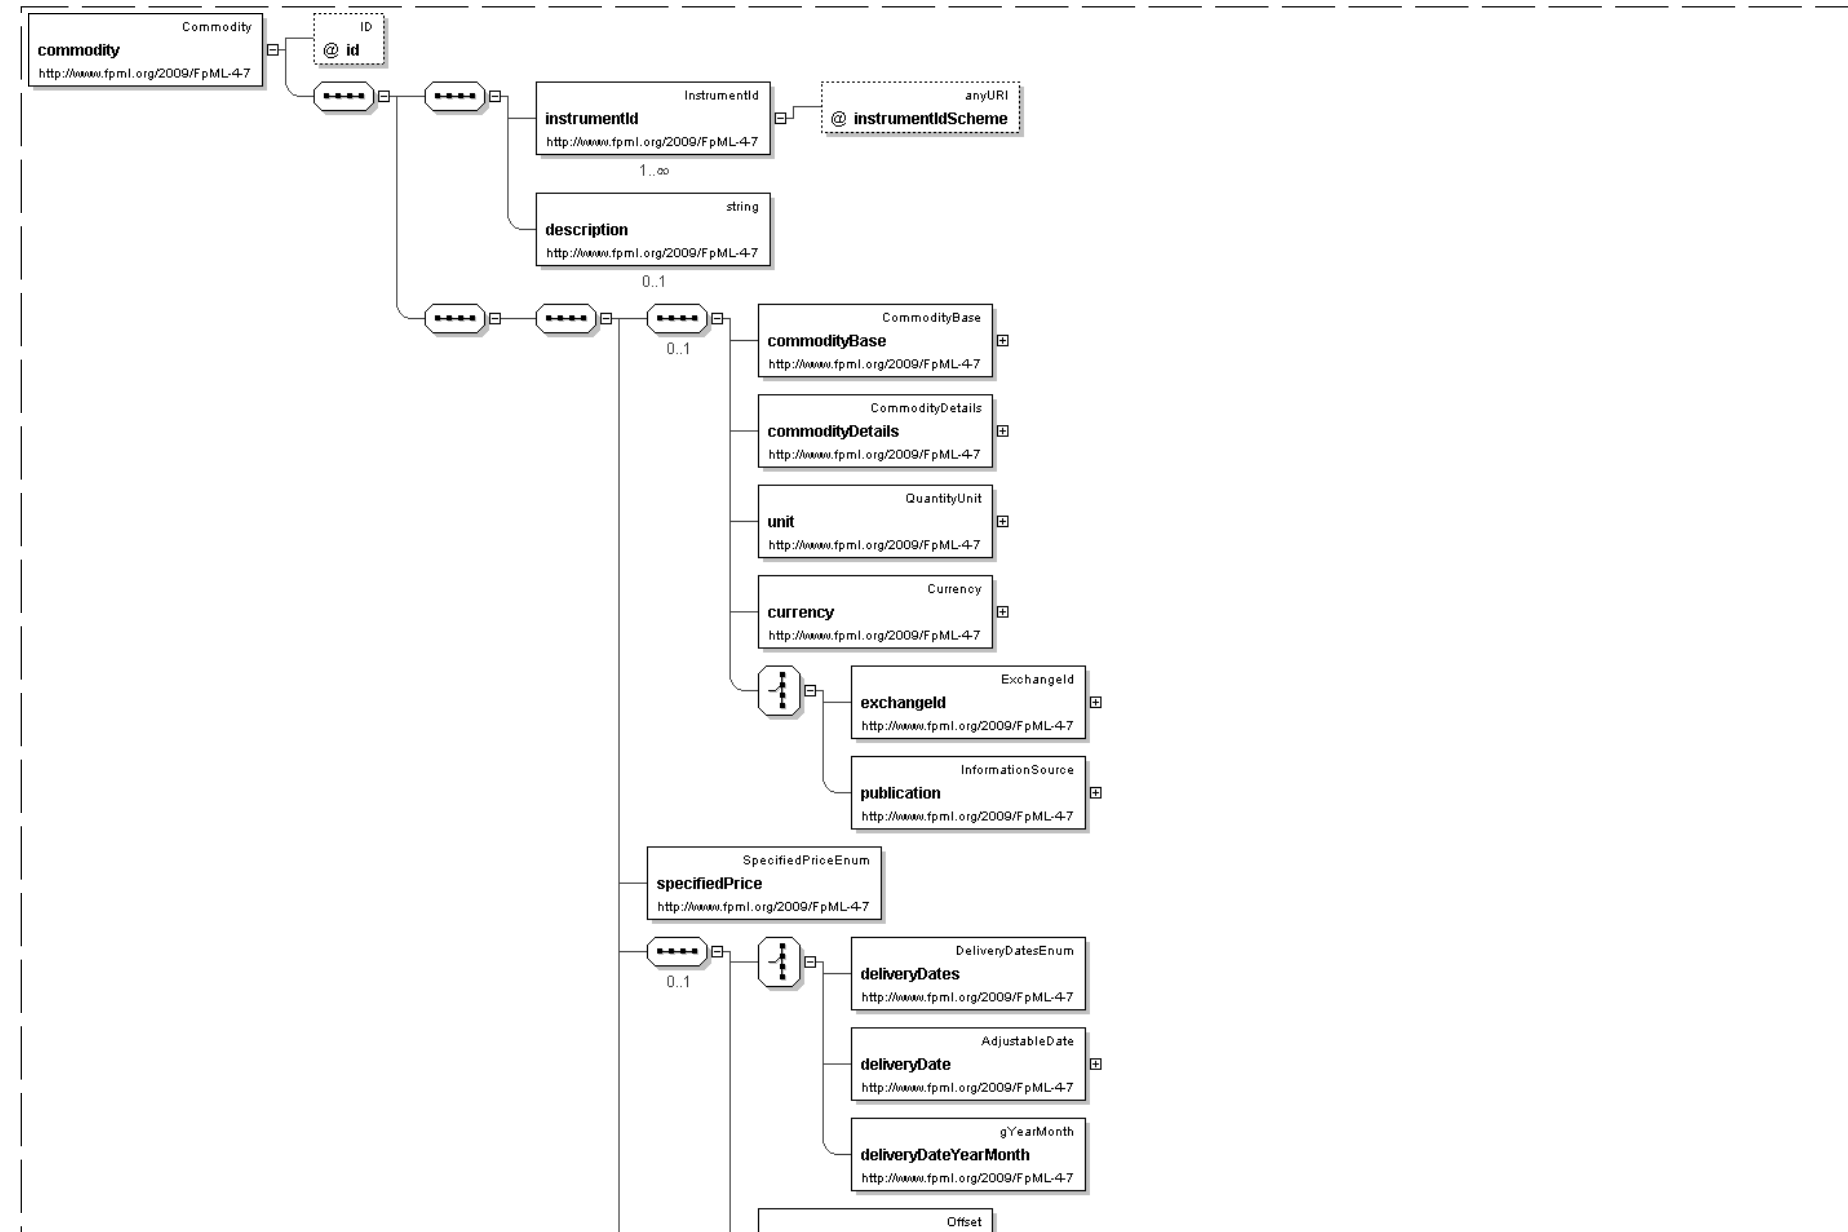 Commodity
commodity
http://www.fpml.org/2009/FpML-4-7
ID
@ id
InstrumentId
instrumentId
http://www.fpml.org/2009/FpML-4-7
1..∞
anyURI
@ instrumentIdScheme
string
description
http://www.fpml.org/2009/FpML-4-7
0..1
0..1
CommodityBase
commodityBase
http://www.fpml.org/2009/FpML-4-7
CommodityDetails
commodityDetails
http://www.fpml.org/2009/FpML-4-7
QuantityUnit
unit
http://www.fpml.org/2009/FpML-4-7
Currency
currency
http://www.fpml.org/2009/FpML-4-7
ExchangeId
exchangeId
http://www.fpml.org/2009/FpML-4-7
InformationSource
publication
http://www.fpml.org/2009/FpML-4-7
SpecifiedPriceEnum
specifiedPrice
http://www.fpml.org/2009/FpML-4-7
0..1
DeliveryDatesEnum
deliveryDates
http://www.fpml.org/2009/FpML-4-7
AdjustableDate
deliveryDate
http://www.fpml.org/2009/FpML-4-7
gYearMonth
deliveryDateYearMonth
http://www.fpml.org/2009/FpML-4-7
Offset